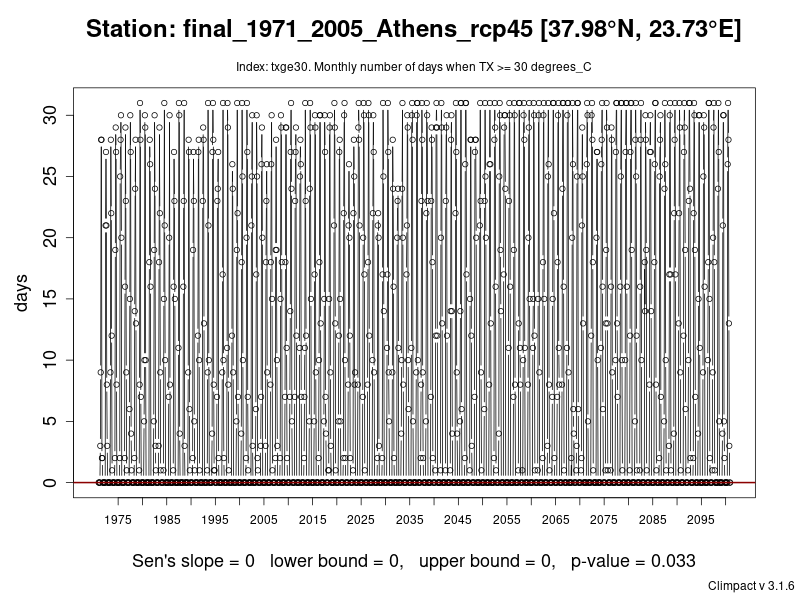 Station: final_1971_2005_Athens_rcp45 [37.98°N, 23.73°E]
Index: txge30. Monthly number of days when TX >= 30 degrees_C
days
30
25
20
15
10
5
0
1975 1985 1995 2005 2015 2025 2035 2045 2055 2065 2075 2085 2095
Sen's slope = 0 lower bound = 0, upper bound = 0, p-value = 0.033
Climpact v 3.1.6